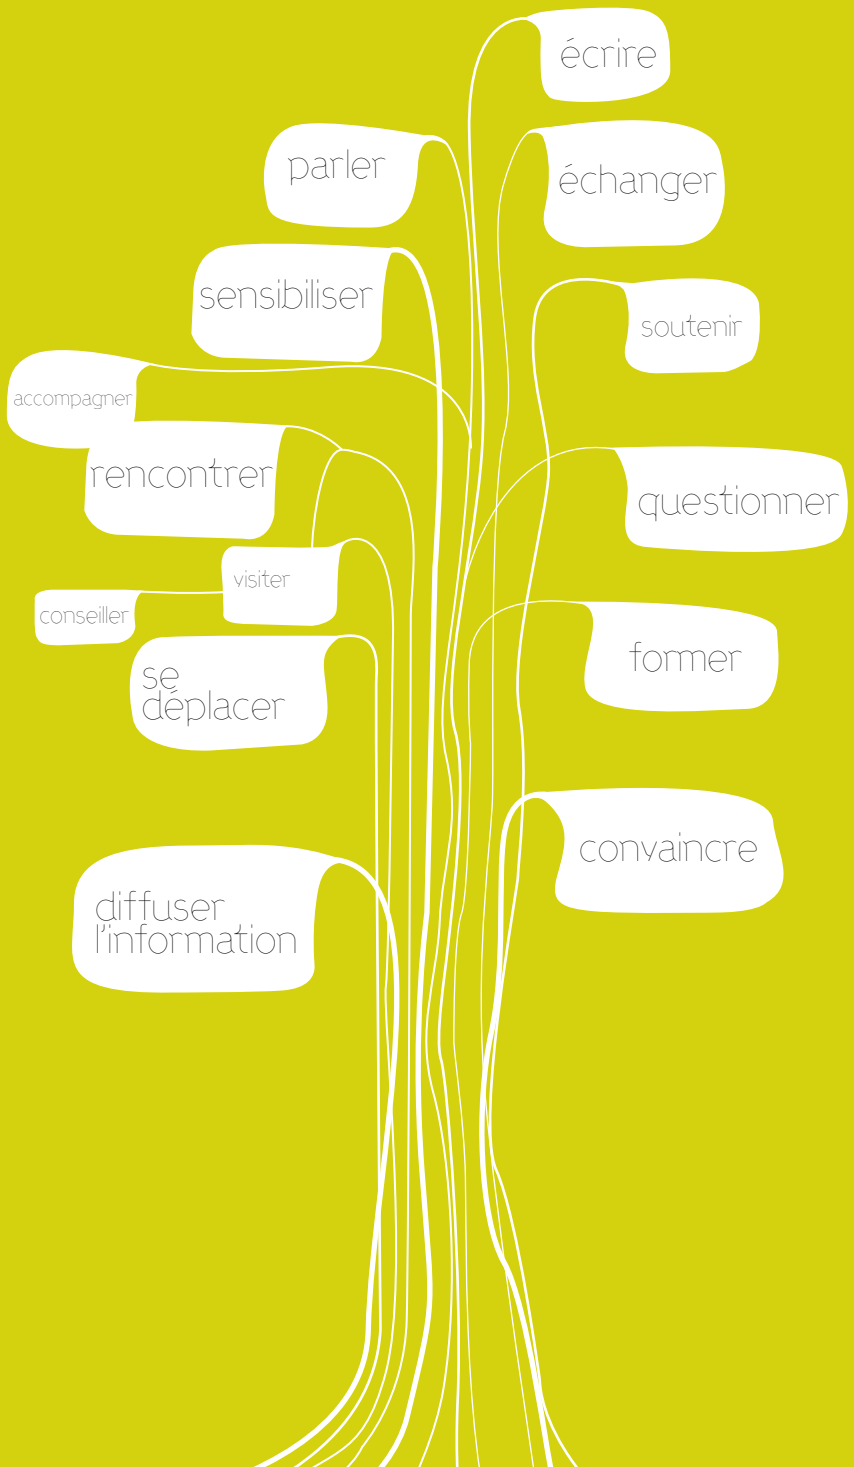 écrire
parler
échanger
sensibiliser
soutenir
accompagner
rencontrer
questionner
visiter
conseiller
former
se
déplacer
convaincre
diffuser
l'information